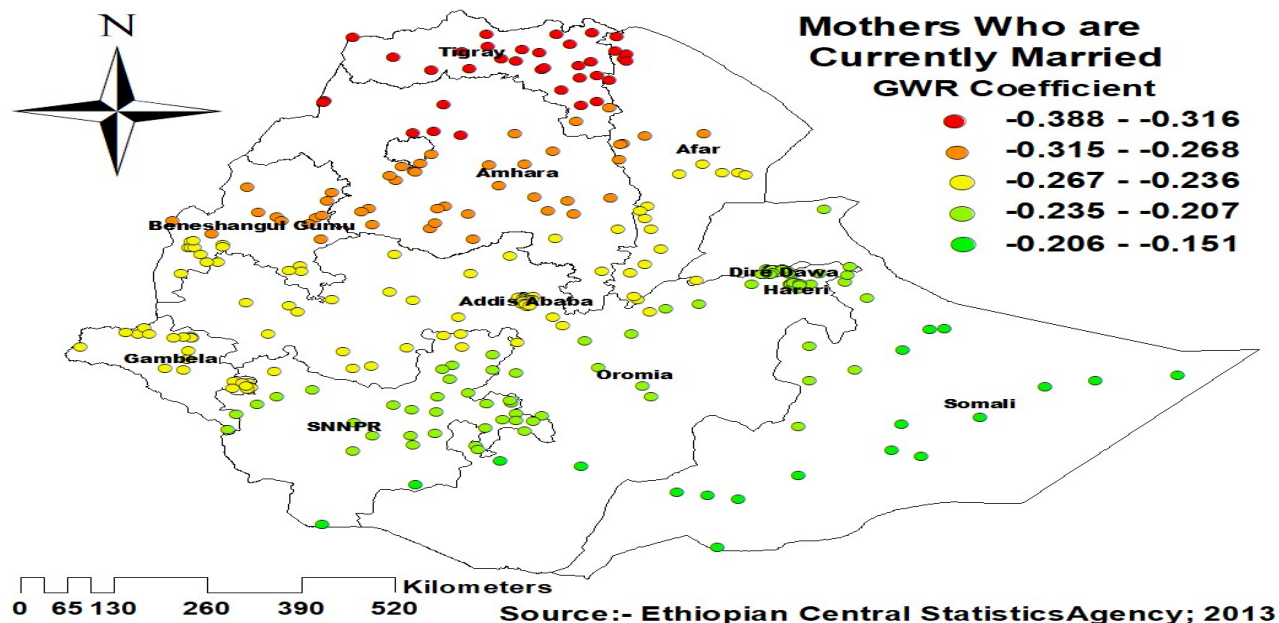 N
Mothers Who are
Currently Married
GWR Coefficient
-0.388 - -0.316
-0.315 - -0.268
-0.267 - -0.236
-0.235 - -0.207
-0.206 - -0.151
Tigray
Afar
Amhara
Beneshangul Gumu
Dire Dawa
Hareri
Addis Ababa
Gambela
Oromia
Somali
SNNPR
Kilometers
0 65 130 260 390 520
Source:- Ethiopian Central StatisticsAgency; 2013